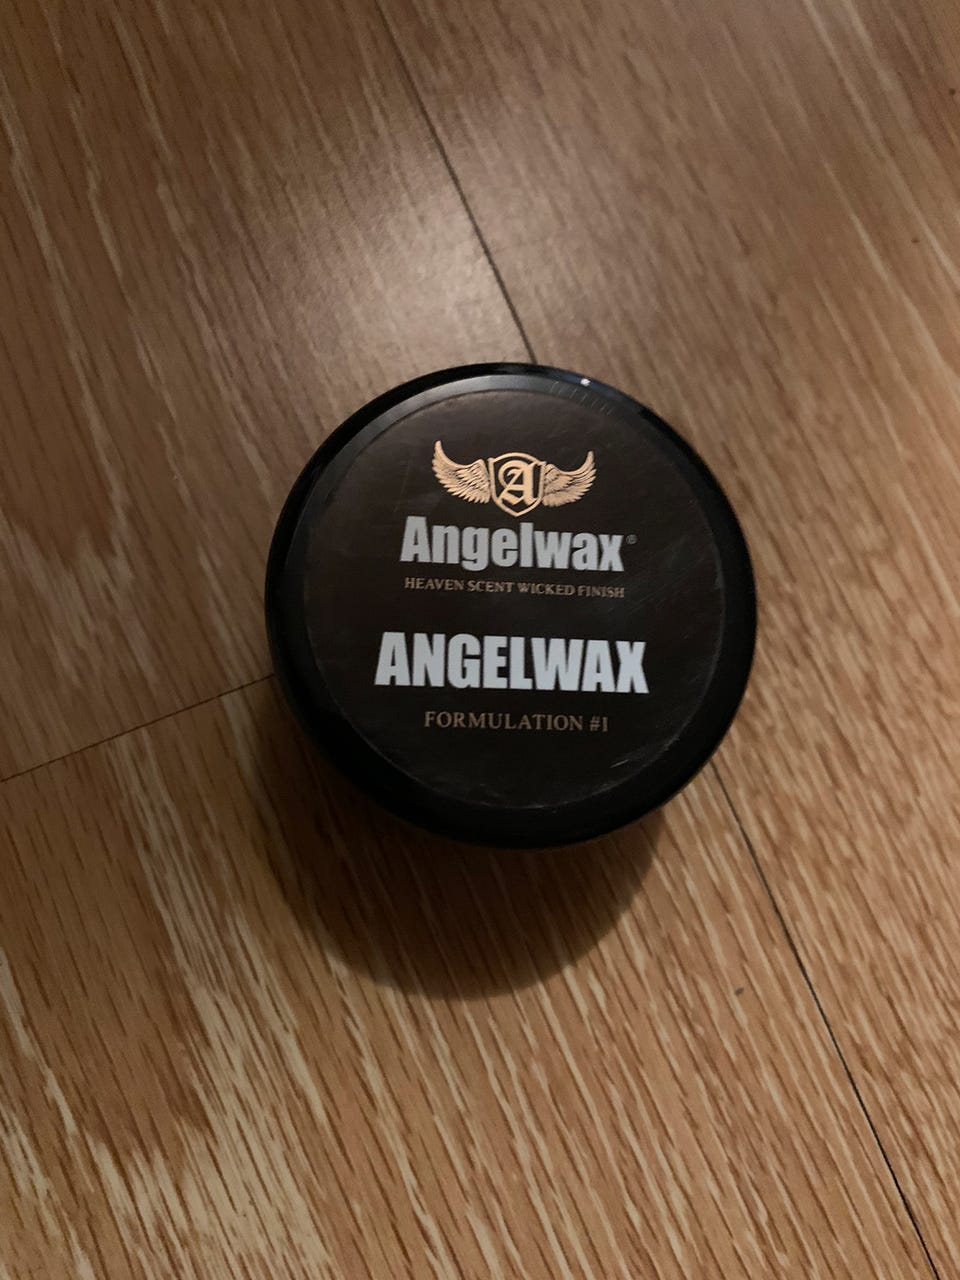 A
Angelwax®
HEAVEN SCENT WICKED FINISH
ANGELWAX
FORMULATION #1